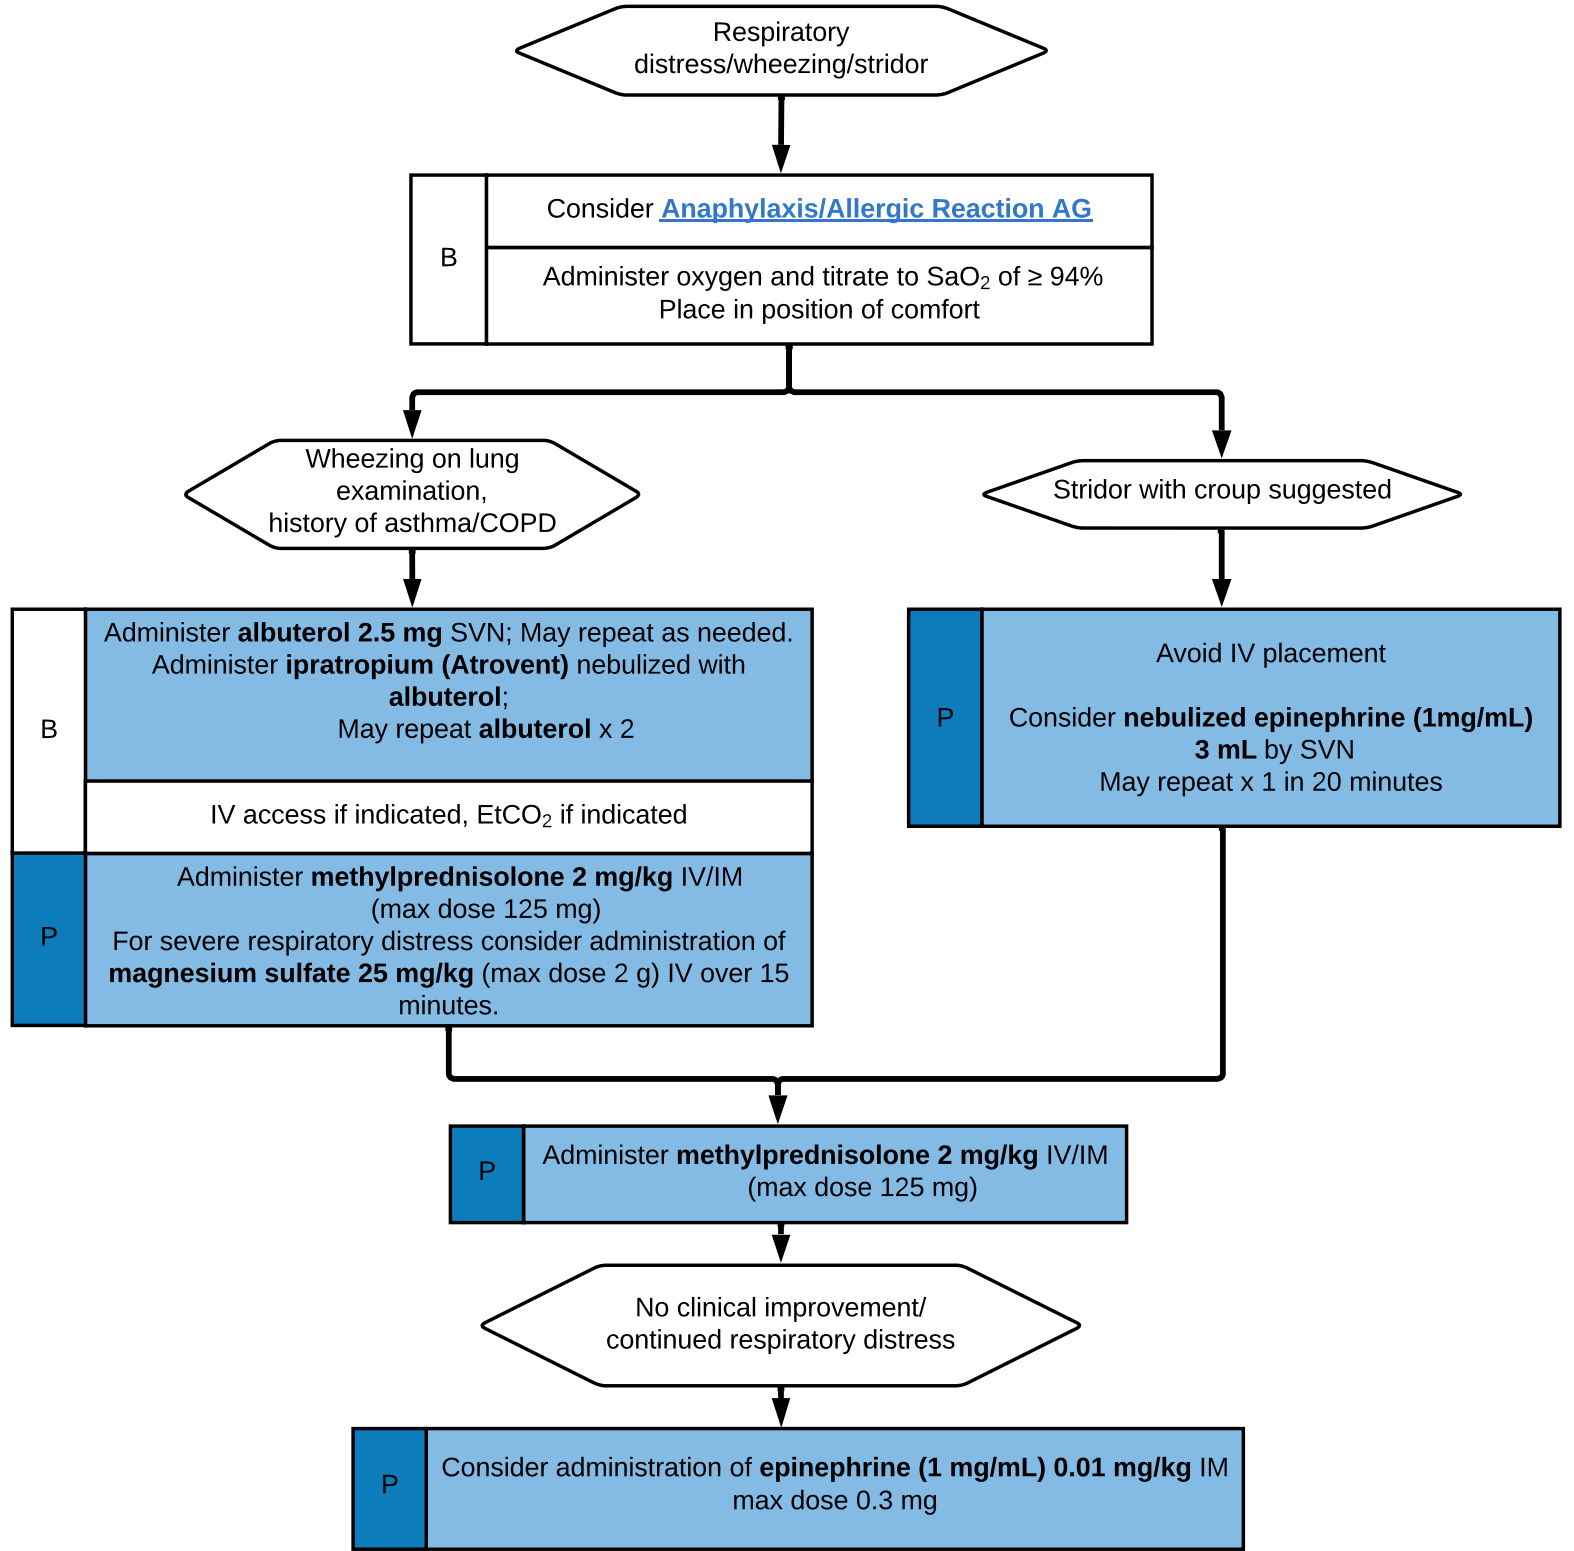 Respiratory
distress/wheezing/stridor
B
Consider Anaphylaxis/Allergic Reaction AG
Administer oxygen and titrate to SaO₂ of ≥ 94%
Place in position of comfort
Wheezing on lung
examination,
history of asthma/COPD
B
Administer albuterol 2.5 mg SVN; May repeat as needed.
Administer ipratropium (Atrovent) nebulized with
albuterol;
May repeat albuterol x 2
IV access if indicated, EtCO₂ if indicated
P
Administer methylprednisolone 2 mg/kg IV/IM
(max dose 125 mg)
For severe respiratory distress consider administration of
magnesium sulfate 25 mg/kg (max dose 2 g) IV over 15
minutes.
Stridor with croup suggested
P
Avoid IV placement
Consider nebulized epinephrine (1mg/mL)
3 mL by SVN
May repeat x 1 in 20 minutes
P
Administer methylprednisolone 2 mg/kg IV/IM
(max dose 125 mg)
No clinical improvement/
continued respiratory distress
P
Consider administration of epinephrine (1 mg/mL) 0.01 mg/kg IM
max dose 0.3 mg